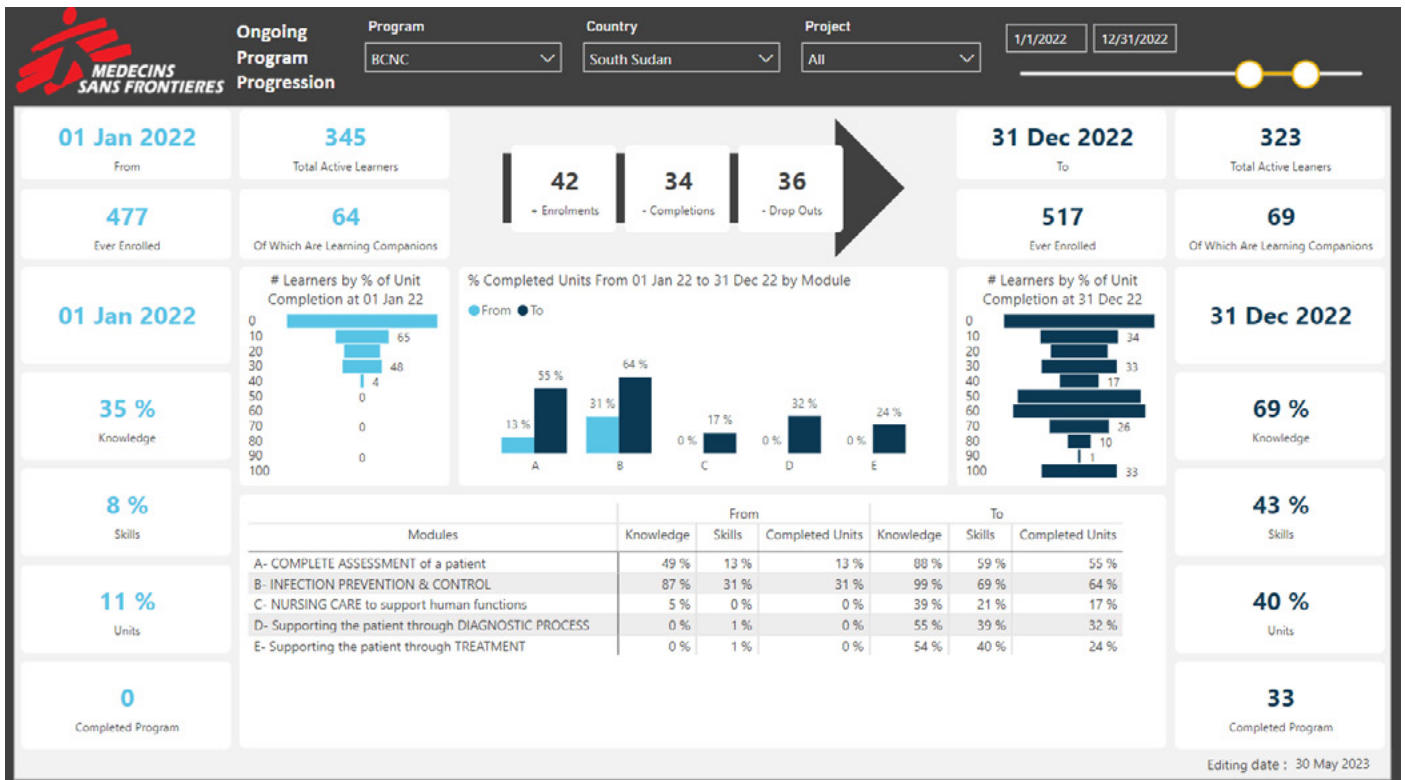 MEDECINS
SANS FRONTIERES
Ongoing
Program
Progression
Program
BCNC
Country
South Sudan
Project
All
1/1/2022
12/31/2022
01 Jan 2022
From
345
Total Active Learners
477
Ever Enrolled
64
Of Which Are Learning Companions
42
+ Enrolments
34
- Completions
36
- Drop Outs
31 Dec 2022
To
323
Total Active Leaners
517
Ever Enrolled
69
Of Which Are Learning Companions
01 Jan 2022
35 %
Knowledge
8 %
Skills
11 %
Units
0
Completed Program
# Learners by % of Unit
Completion at 01 Jan 22
0
10 65
20
30 48
40 4
50 0
60
70 0
80
90 0
100
% Completed Units From 01 Jan 22 to 31 Dec 22 by Module
From To
13 % 55 % 31 % 64 % 0 % 17 % 0 % 32 % 0 % 24 %
A B C D E
# Learners by % of Unit
Completion at 31 Dec 22
0
10 34
20
30 33
40 17
50
60
70 26
80 10
90 1
100 33
31 Dec 2022
69 %
Knowledge
43 %
Skills
40 %
Units
33
Completed Program
From To
Modules Knowledge Skills Completed Units Knowledge Skills Completed Units
A- COMPLETE ASSESSMENT of a patient 49 % 13 % 13 % 88 % 59 % 55 %
B- INFECTION PREVENTION & CONTROL 87 % 31 % 31 % 99 % 69 % 64 %
C- NURSING CARE to support human functions 5 % 0 % 0 % 39 % 21 % 17 %
D- Supporting the patient through DIAGNOSTIC PROCESS 0 % 1 % 0 % 55 % 39 % 32 %
E- Supporting the patient through TREATMENT 0 % 1 % 0 % 54 % 40 % 24 %
Editing date : 30 May 2023